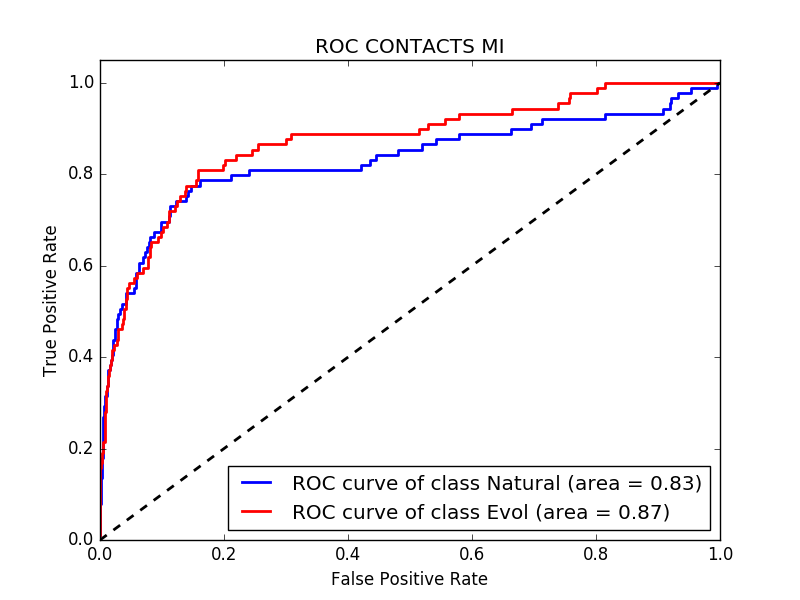 ROC CONTACTS MI
1.0
0.8
0.6
0.4
0.2
0.0
True Positive Rate
ROC curve of class Natural (area = 0.83)
ROC curve of class Evol (area = 0.87)
0.0 0.2 0.4 0.6 0.8 1.0
False Positive Rate